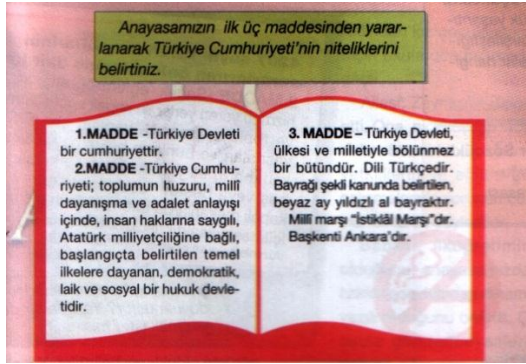 Anayasamızın ilk üç maddesinden yarar-
lanarak Türkiye Cumhuriyeti'nin niteliklerini
belirtiniz.
1.MADDE -Türkiye Devleti
bir cumhuriyettir.
2.MADDE -Türkiye Cumhu-
riyeti; toplumun huzuru, millî
dayanışma ve adalet anlayışı
içinde, insan haklarına saygılı,
Atatürk milliyetçiliğine bağlı,
başlangıçta belirtilen temel
ilkelere dayanan, demokratik,
laik ve sosyal bir hukuk devle-
tidir.
3. MADDE – Türkiye Devleti,
ülkesi ve milletiyle bölünmez
bir bütündür. Dili Türkçedir.
Bayrağı şekli kanunda belirtilen,
beyaz ay yıldızlı al bayraktır.
Millî marşı "İstiklâl Marşı"dır.
Başkenti Ankara'dır.